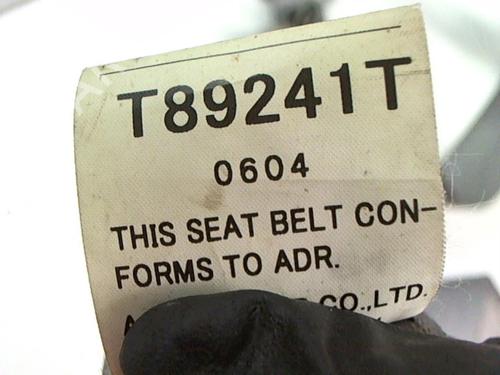 T89241T
0604
THIS SEAT BELT CON-
FORMS TO ADR.
CO.,LTD.